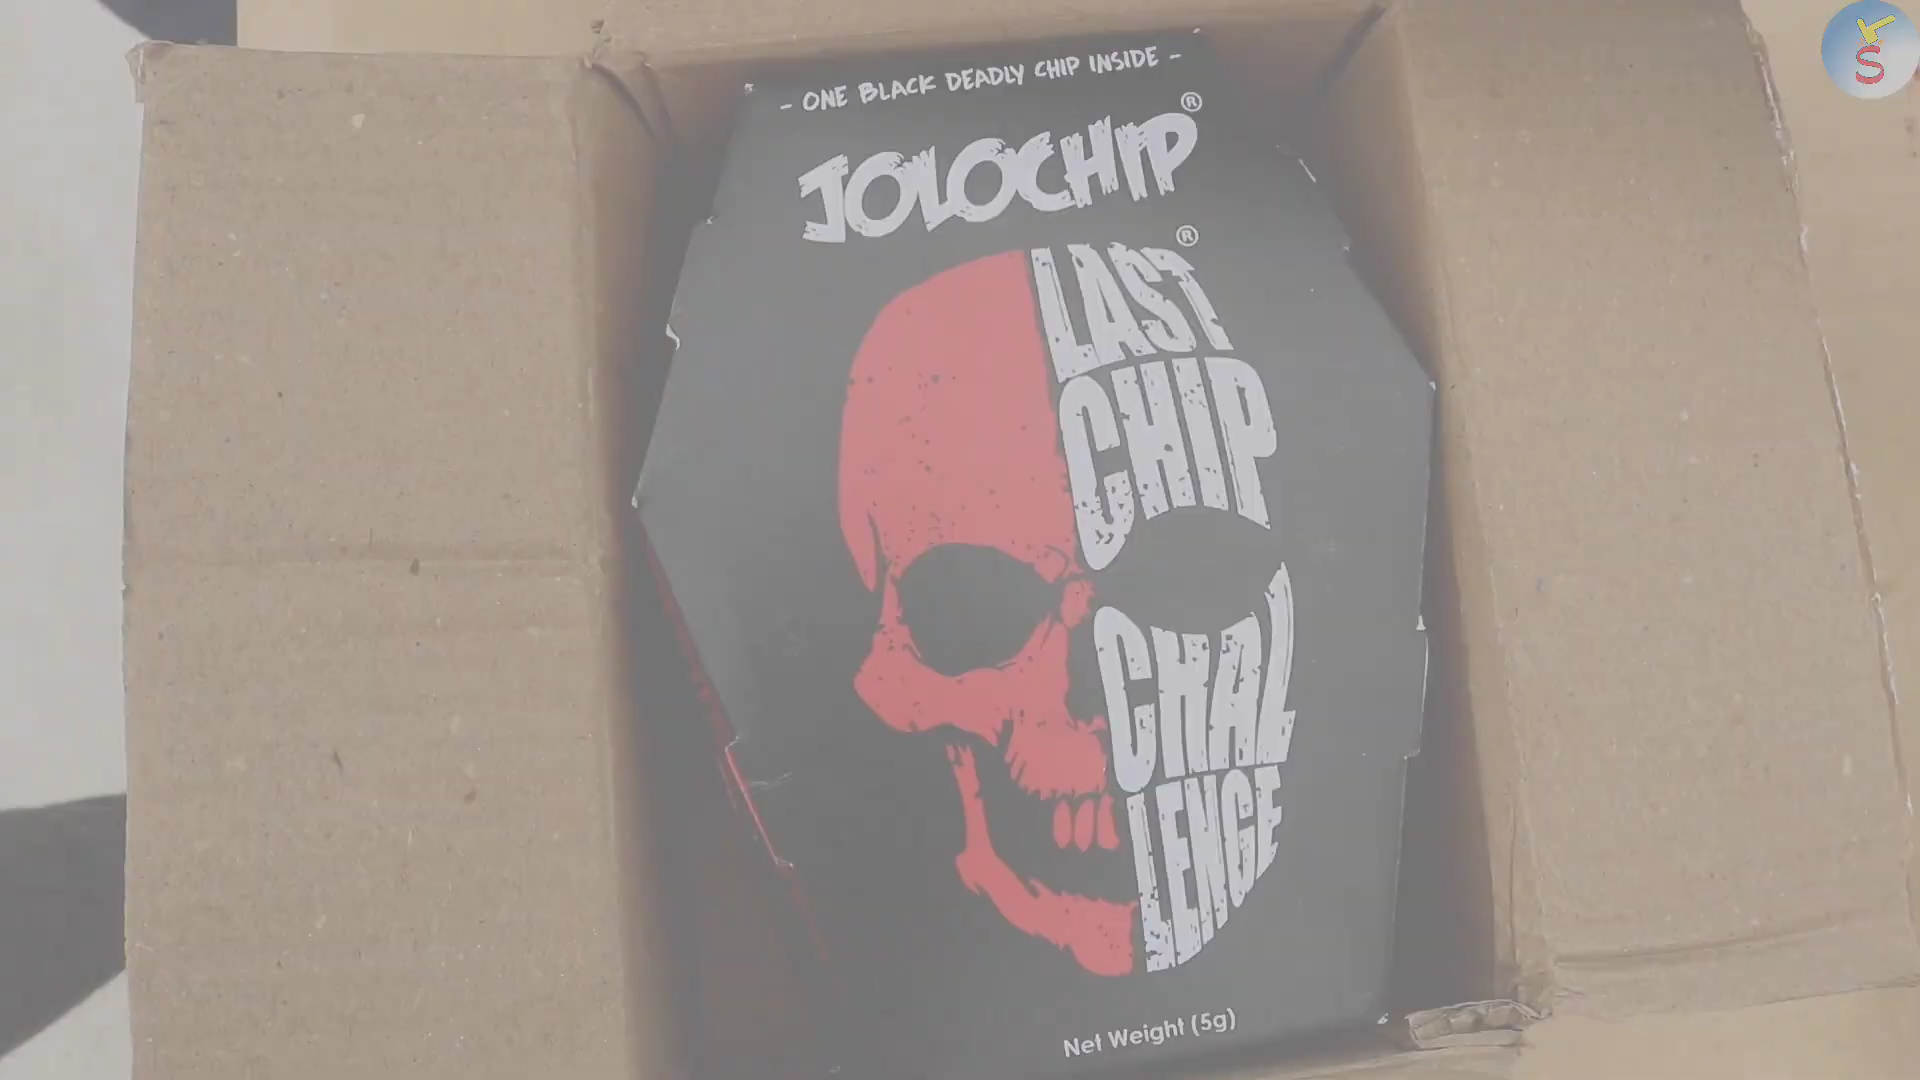 - ONE BLACK DEADLY CHIP INSIDE -
JOLOCHIP®
LAST®
CHIP
CHAL
LENGE
Net Weight (5g)
S